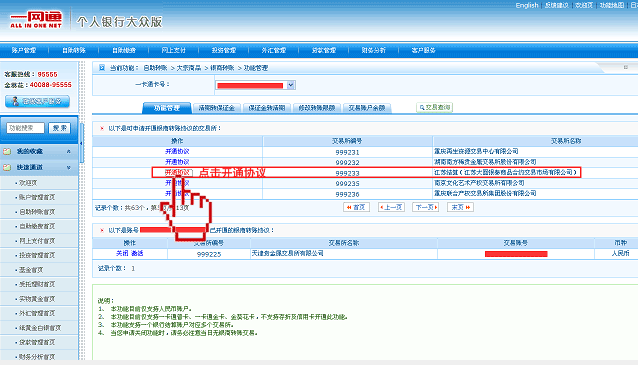 English | 反馈建议 | 欢迎页 | 功能地图 |
一网通
ALL IN ONE NET
个人银行大众版
账户管理 自助转账 自助缴费 网上支付 投资管理 外汇管理 贷款管理 财务分析 客户服务
客服热线：95555
金葵花：40088-95555
功能搜索 搜 索
我的收藏
快速通道
欢迎页
账户管理首页
自助转账首页
自助缴费首页
网上支付首页
投资管理首页
基金首页
受托理财首页
实物黄金首页
外汇管理首页
纸黄金白银首页
贷款管理首页
财务分析首页
当前功能： 自助转账 > 大宗商品 > 银商转账 > 功能管理
一卡通卡号：
功能管理 活期转保证金 保证金转活期 修改转账限额 交易账户余额 交易查询
以下是可申请开通银商转账协议的交易所：
操作 交易所编号 交易所名称
开通协议 999231 重庆再生资源交易中心有限公司
开通协议 999232 湖南南方稀贵金属交易所股份有限公司
开通协议 999233 江苏结算（江苏大圆银泰商品合约交易市场有限公司）
点击开通协议
开通协议 999235 南京文化艺术产权交易所有限公司
开通协议 999236 重庆联合产权交易所集团股份有限公司
记录个数：共63个，第 13页 首页 上一页 下一页 末页
以下是账号 已开通的银商转账协议：
操作 交易所编号 交易所名称 交易账号 币种
关闭 激活 999225 天津贵金属交易所有限公司 人民币
记录个数： 1
说明：
1、 本功能目前仅支持人民币账户。
2、 本功能目前仅支持一卡通普卡、一卡通金卡、金葵花卡，不支持存折及信用卡开通此功能。
3、 本功能支持一个银行结算账户对应多个交易所。
4、 当您申请关闭功能时，请务必注意当日无银商转账交易。